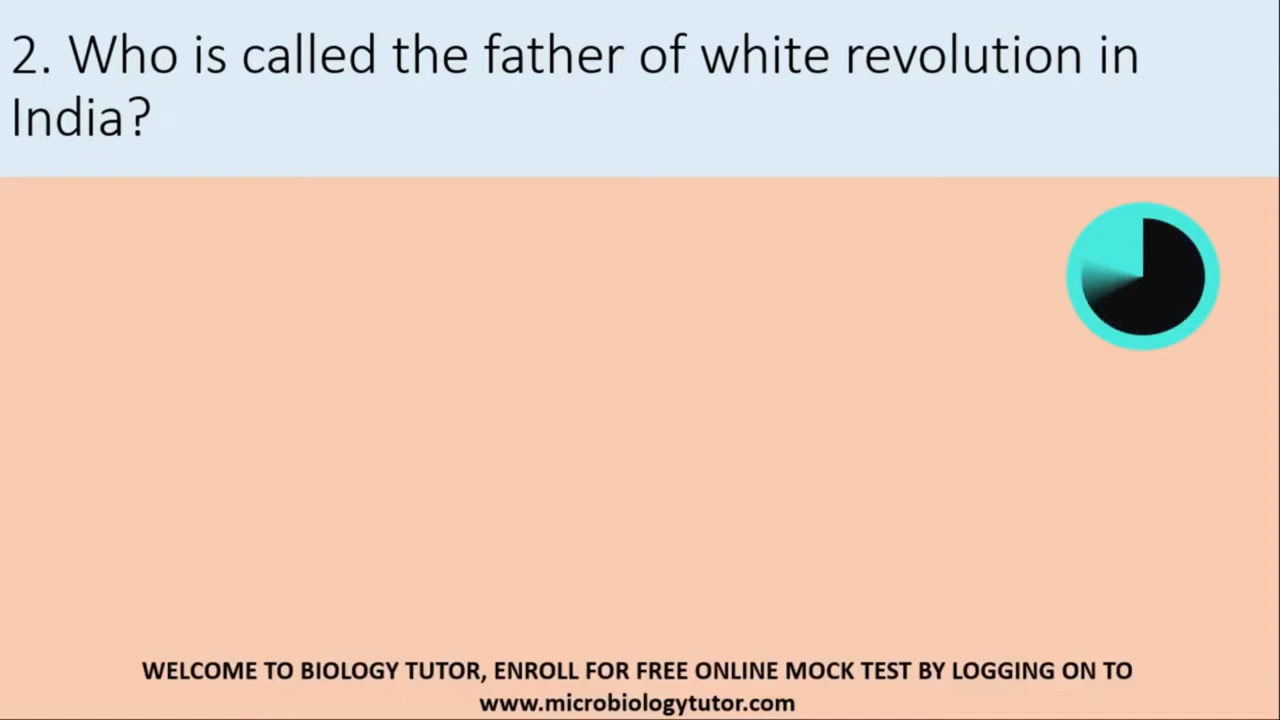 2. Who is called the father of white revolution in
India?
WELCOME TO BIOLOGY TUTOR, ENROLL FOR FREE ONLINE MOCK TEST BY LOGGING ON TO
www.microbiologytutor.com